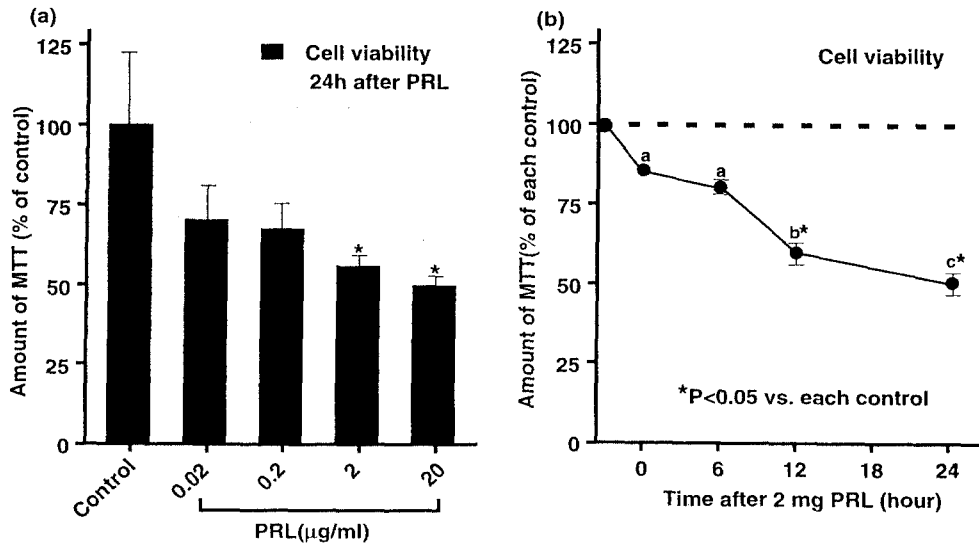 (a)
125
100
75
50
25
0
Amount of MTT (% of control)
Cell viability
24h after PRL
*
*
Control
0.02
0.2
2
20
PRL(µg/ml)
(b)
125
100
75
50
25
0
Amount of MTT(% of each control)
Cell viability
a
a
b*
c*
*P<0.05 vs. each control
0 6 12 18 24
Time after 2 mg PRL (hour)